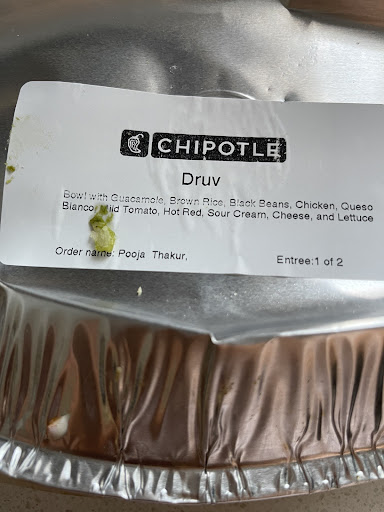 CHIPOTLE
Druv
Bowl with Guacamole, Brown Rice, Black Beans, Chicken, Queso
Blanco, Mild Tomato, Hot Red, Sour Cream, Cheese, and Lettuce
Order name: Pooja Thakur,
Entree:1 of 2